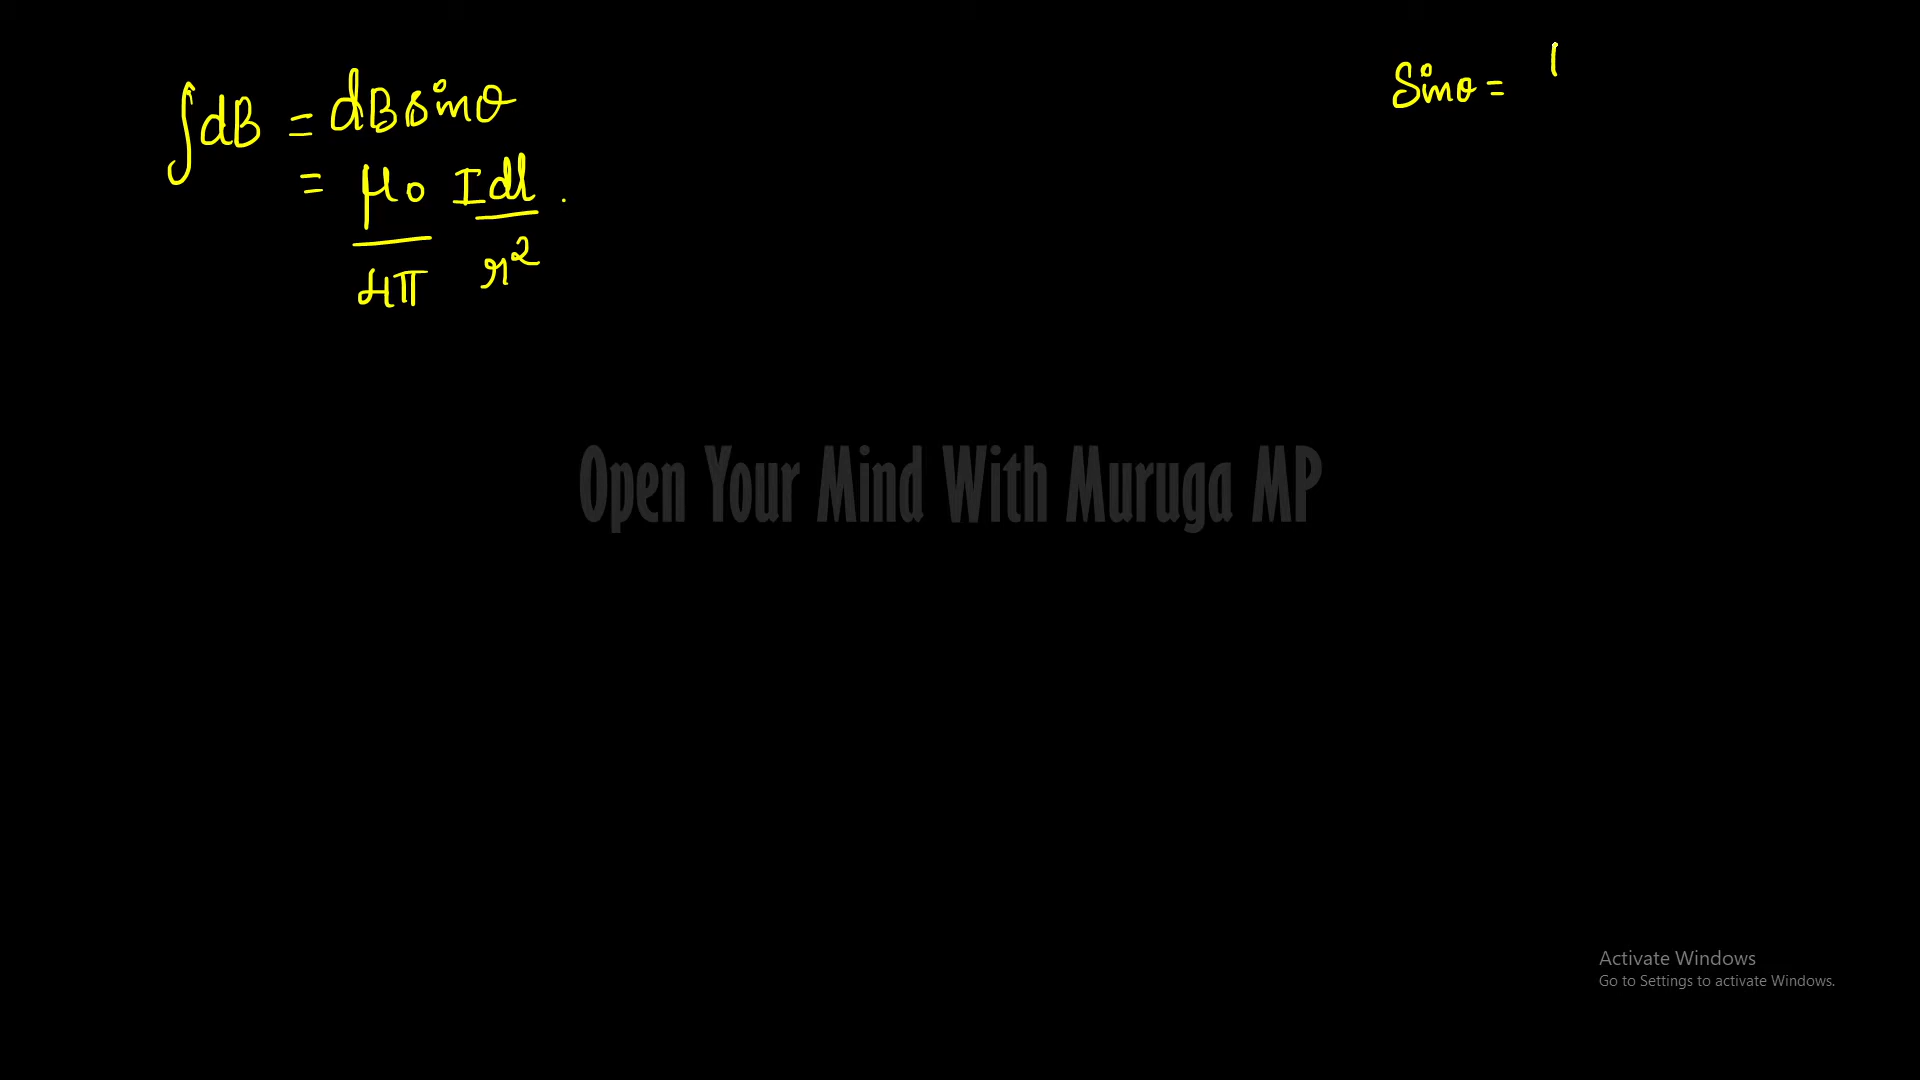 ∫dB = dB sinθ
= μ₀/4π Idl/r² .
Sinθ =
Open Your Mind With Muruga MP
Activate Windows
Go to Settings to activate Windows.